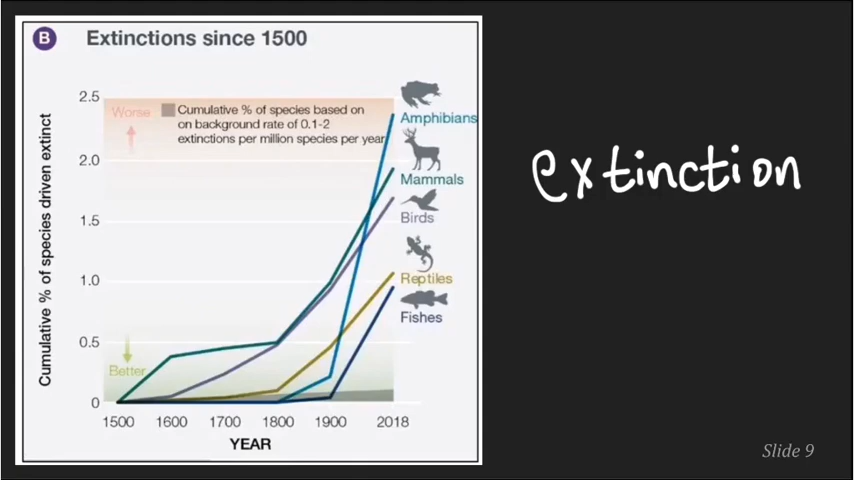 B Extinctions since 1500
Cumulative % of species driven extinct
2.5
2.0
1.5
1.0
0.5
0
Worse
Cumulative % of species based on
on background rate of 0.1-2
extinctions per million species per year
Better
Amphibians
Mammals
Birds
Reptiles
Fishes
1500 1600 1700 1800 1900 2018
YEAR
extinction
Slide 9